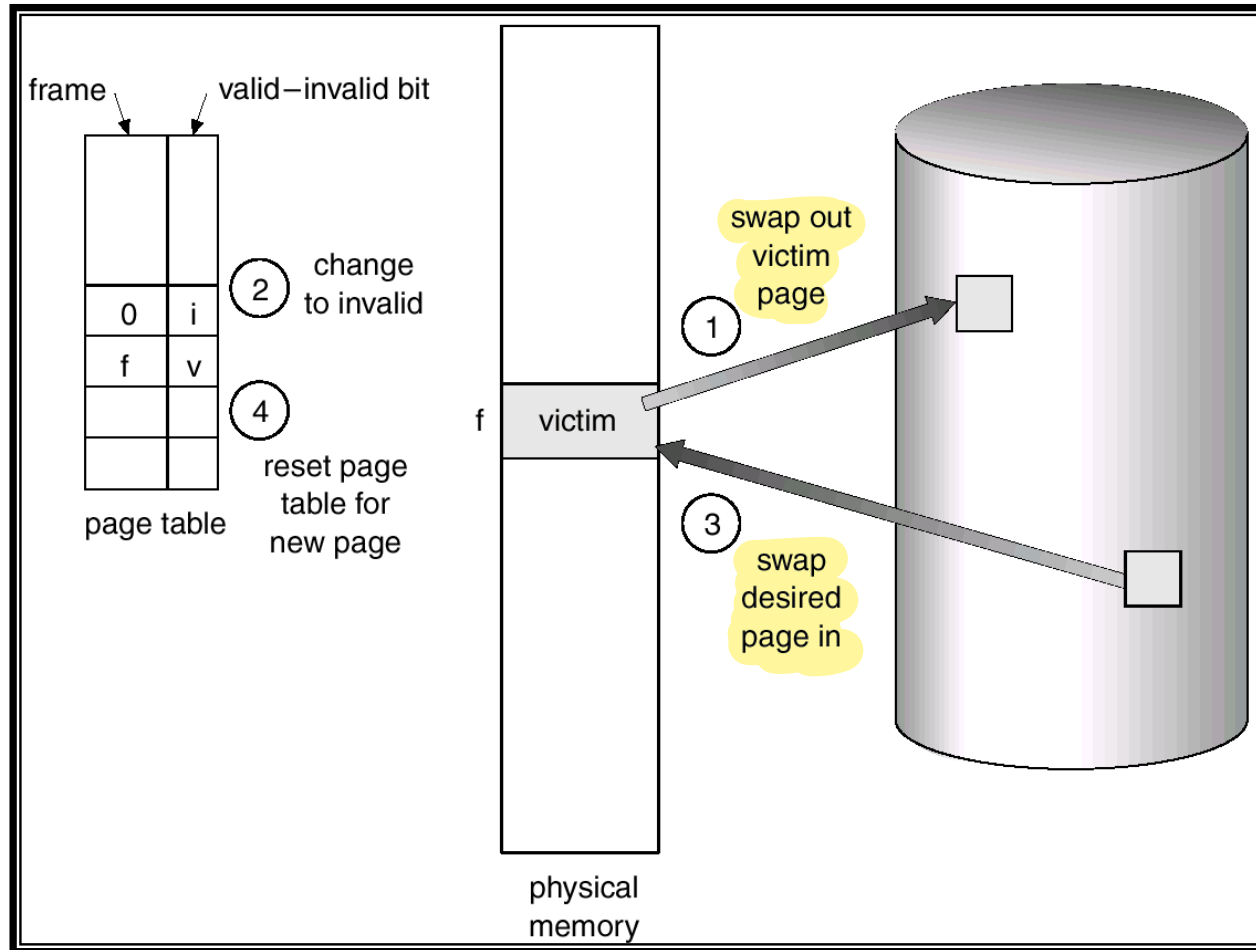 frame
valid–invalid bit
2
change
to invalid
0 i
f v
4
reset page
table for
new page
page table
swap out
victim
page
1
f
victim
3
swap
desired
page in
physical
memory